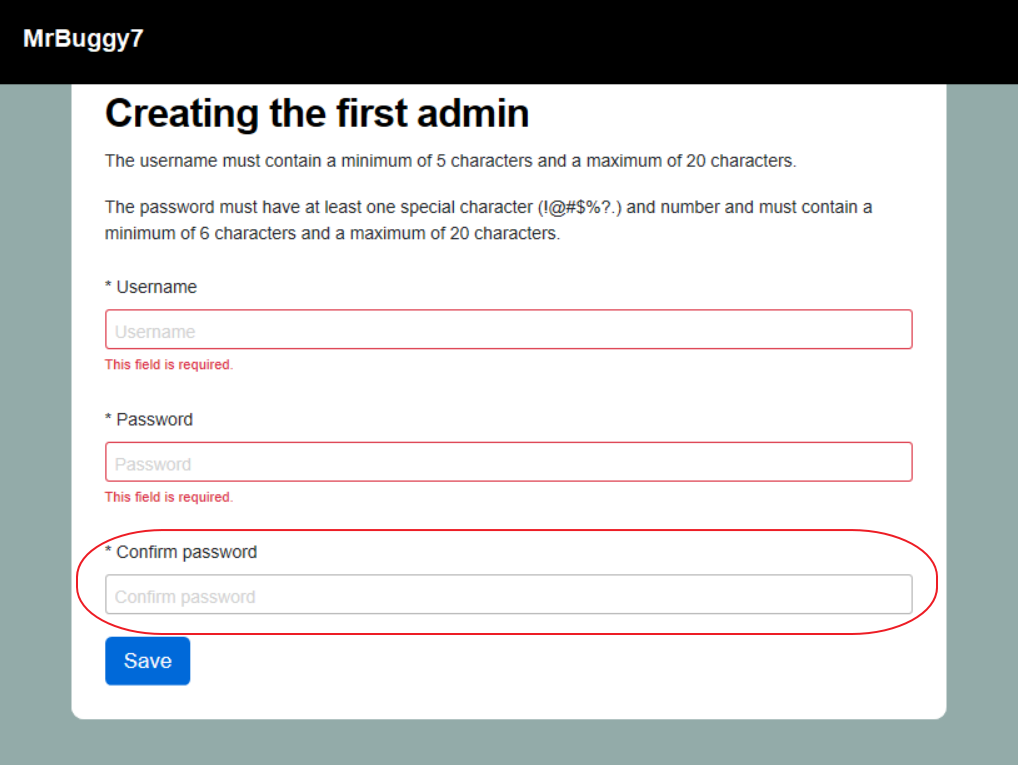 MrBuggy7
Creating the first admin
The username must contain a minimum of 5 characters and a maximum of 20 characters.
The password must have at least one special character (!@#$%?.) and number and must contain a
minimum of 6 characters and a maximum of 20 characters.
* Username
Username
This field is required.
* Password
Password
This field is required.
* Confirm password
Confirm password
Save